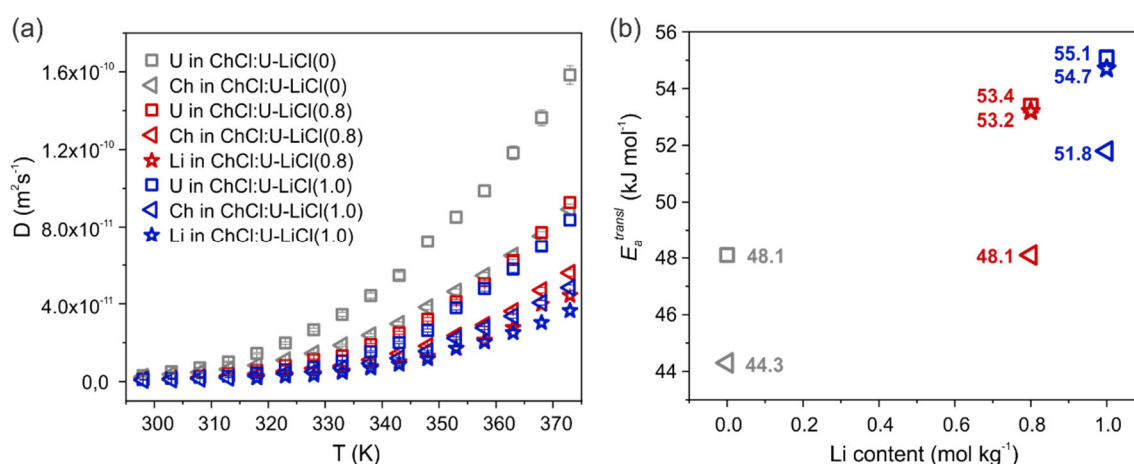 (a)
U in ChCl:U-LiCl(0)
Ch in ChCl:U-LiCl(0)
U in ChCl:U-LiCl(0.8)
Ch in ChCl:U-LiCl(0.8)
Li in ChCl:U-LiCl(0.8)
U in ChCl:U-LiCl(1.0)
Ch in ChCl:U-LiCl(1.0)
Li in ChCl:U-LiCl(1.0)
D (m²s⁻¹)
1.6x10⁻¹⁰
1.2x10⁻¹⁰
8.0x10⁻¹¹
4.0x10⁻¹¹
0,0
300 310 320 330 340 350 360 370
T (K)
(b)
Eₐᵗʳᵃⁿˢˡ (kJ mol⁻¹)
56
54
52
50
48
46
44
55.1
54.7
53.4
53.2
51.8
48.1
48.1
44.3
0.0 0.2 0.4 0.6 0.8 1.0
Li content (mol kg⁻¹)